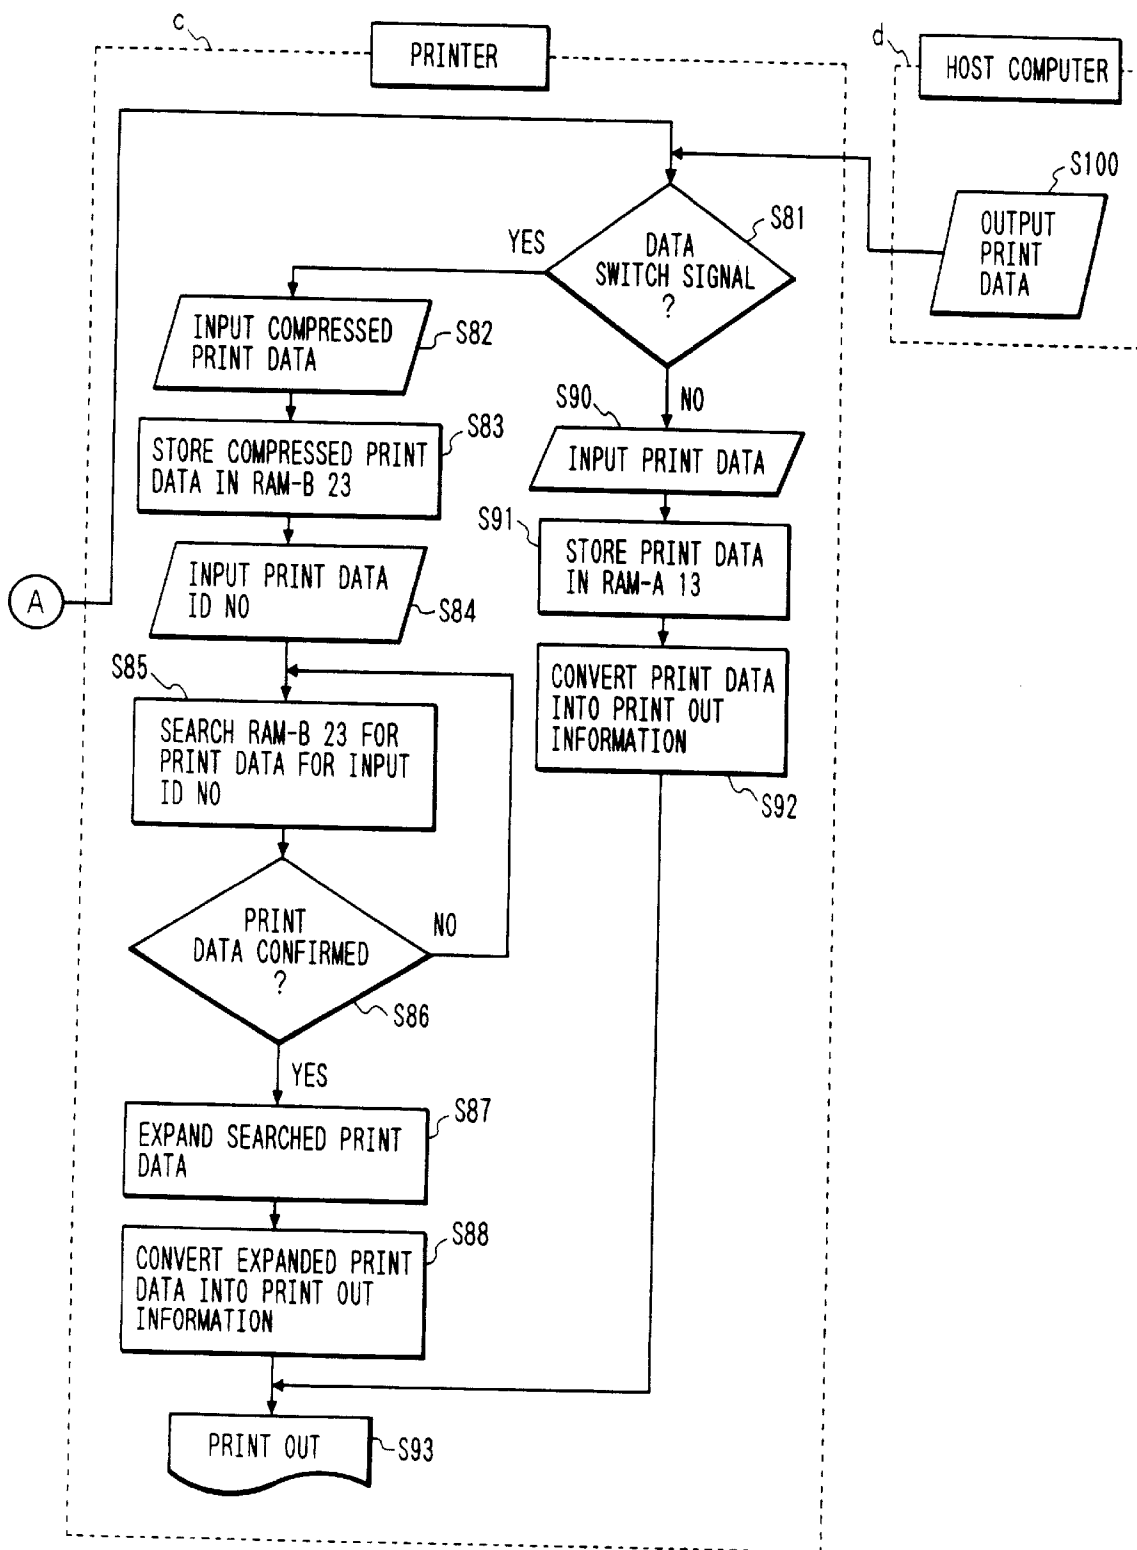 c
PRINTER
d
HOST COMPUTER
S100
OUTPUT
PRINT
DATA
S81
DATA
SWITCH SIGNAL
?
YES
NO
INPUT COMPRESSED
PRINT DATA
S82
S83
STORE COMPRESSED PRINT
DATA IN RAM-B 23
INPUT PRINT DATA
ID NO
S84
A
S85
SEARCH RAM-B 23 FOR
PRINT DATA FOR INPUT
ID NO
PRINT
DATA CONFIRMED
?
NO
S86
YES
S87
EXPAND SEARCHED PRINT
DATA
S88
CONVERT EXPANDED PRINT
DATA INTO PRINT OUT
INFORMATION
S90
INPUT PRINT DATA
S91
STORE PRINT DATA
IN RAM-A 13
CONVERT PRINT DATA
INTO PRINT OUT
INFORMATION
S92
PRINT OUT
S93